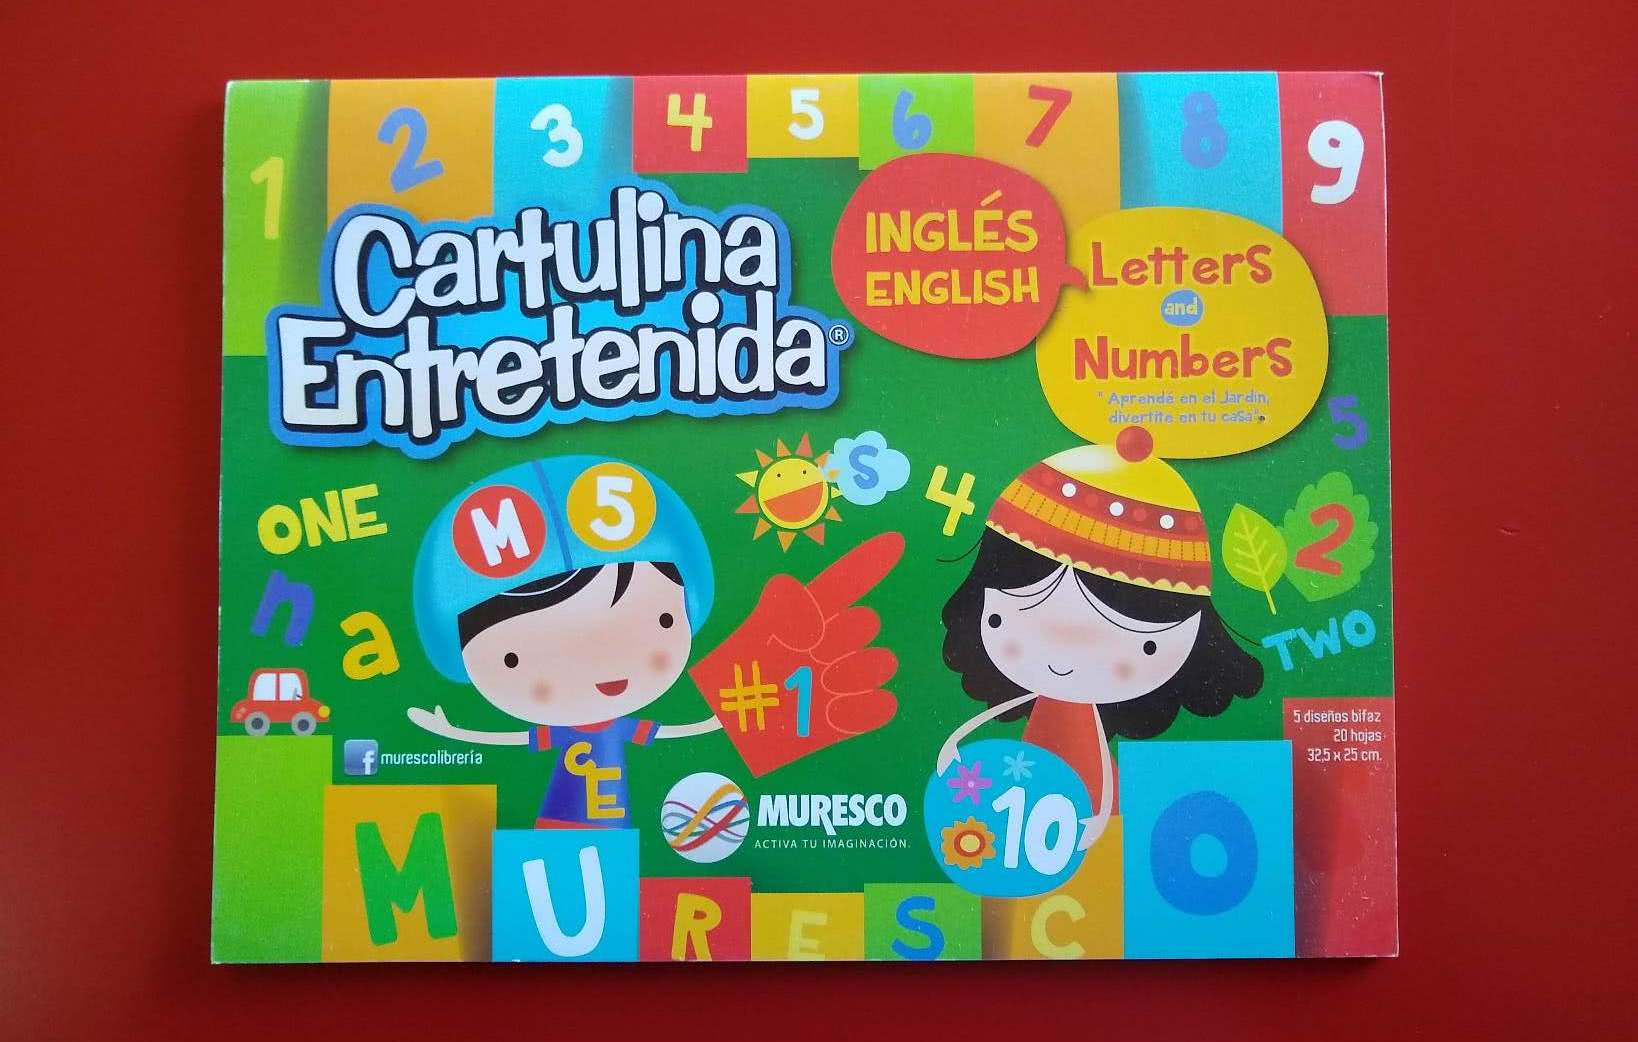 1 2 3 4 5 6 7 8 9
Cartulina
Entretenida®
INGLÉS
ENGLISH
Letters
and
Numbers
"Aprendé en el Jardín,
divertite en tu casa".
5
ONE
M 5
S
4
2
n
a
TWO
#1
5 diseños bifaz
20 hojas
32,5 x 25 cm.
f murescolibrería
C
E
MURESCO
ACTIVA TU IMAGINACIÓN.
10
M U R E S C O